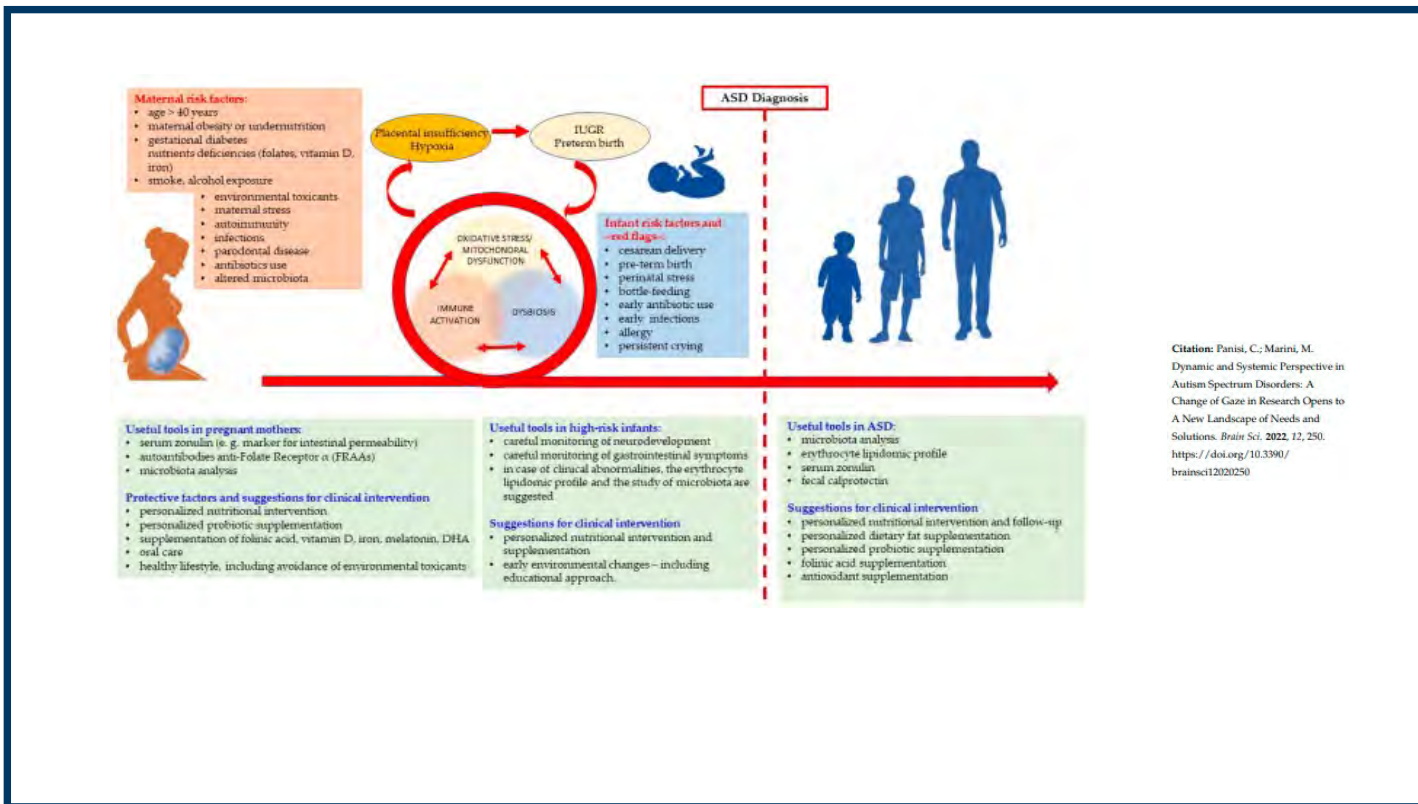 Maternal risk factors:
• age > 40 years
• maternal obesity or undernutrition
• gestational diabetes
nutrients deficiencies (folates, vitamin D,
iron)
• smoke, alcohol exposure
• environmental toxicants
• maternal stress
• autoimmunity
• infections
• parodontal disease
• antibiotics use
• altered microbiota
Placental insufficiency
Hypoxia
IUGR
Preterm birth
OXIDATIVE STRESS/
MITOCHONDRAL
DYSFUNCTION
IMMUNE
ACTIVATION
DYSBIOSIS
Infant risk factors and
«red flags»:
• cesarean delivery
• pre-term birth
• perinatal stress
• bottle-feeding
• early antibiotic use
• early infections
• allergy
• persistent crying
ASD Diagnosis
Useful tools in pregnant mothers:
• serum zonulin (e. g. marker for intestinal permeability)
• autoantibodies anti-Folate Receptor α (FRAAs)
• microbiota analysis
Protective factors and suggestions for clinical intervention
• personalized nutritional intervention
• personalized probiotic supplementation
• supplementation of folinic acid, vitamin D, iron, melatonin, DHA
• oral care
• healthy lifestyle, including avoidance of environmental toxicants
Useful tools in high-risk infants:
• careful monitoring of neurodevelopment
• careful monitoring of gastrointestinal symptoms
• in case of clinical abnormalities, the erythrocyte
lipidomic profile and the study of microbiota are
suggested
Suggestions for clinical intervention
• personalized nutritional intervention and
supplementation
• early environmental changes – including
educational approach.
Useful tools in ASD:
• microbiota analysis
• erythrocyte lipidomic profile
• serum zonulin
• fecal calprotectin
Suggestions for clinical intervention
• personalized nutritional intervention and follow-up
• personalized dietary fat supplementation
• personalized probiotic supplementation
• folinic acid supplementation
• antioxidant supplementation
Citation: Panisi, C.; Marini, M.
Dynamic and Systemic Perspective in
Autism Spectrum Disorders: A
Change of Gaze in Research Opens to
A New Landscape of Needs and
Solutions. Brain Sci. 2022, 12, 250.
https://doi.org/10.3390/
brainsci12020250